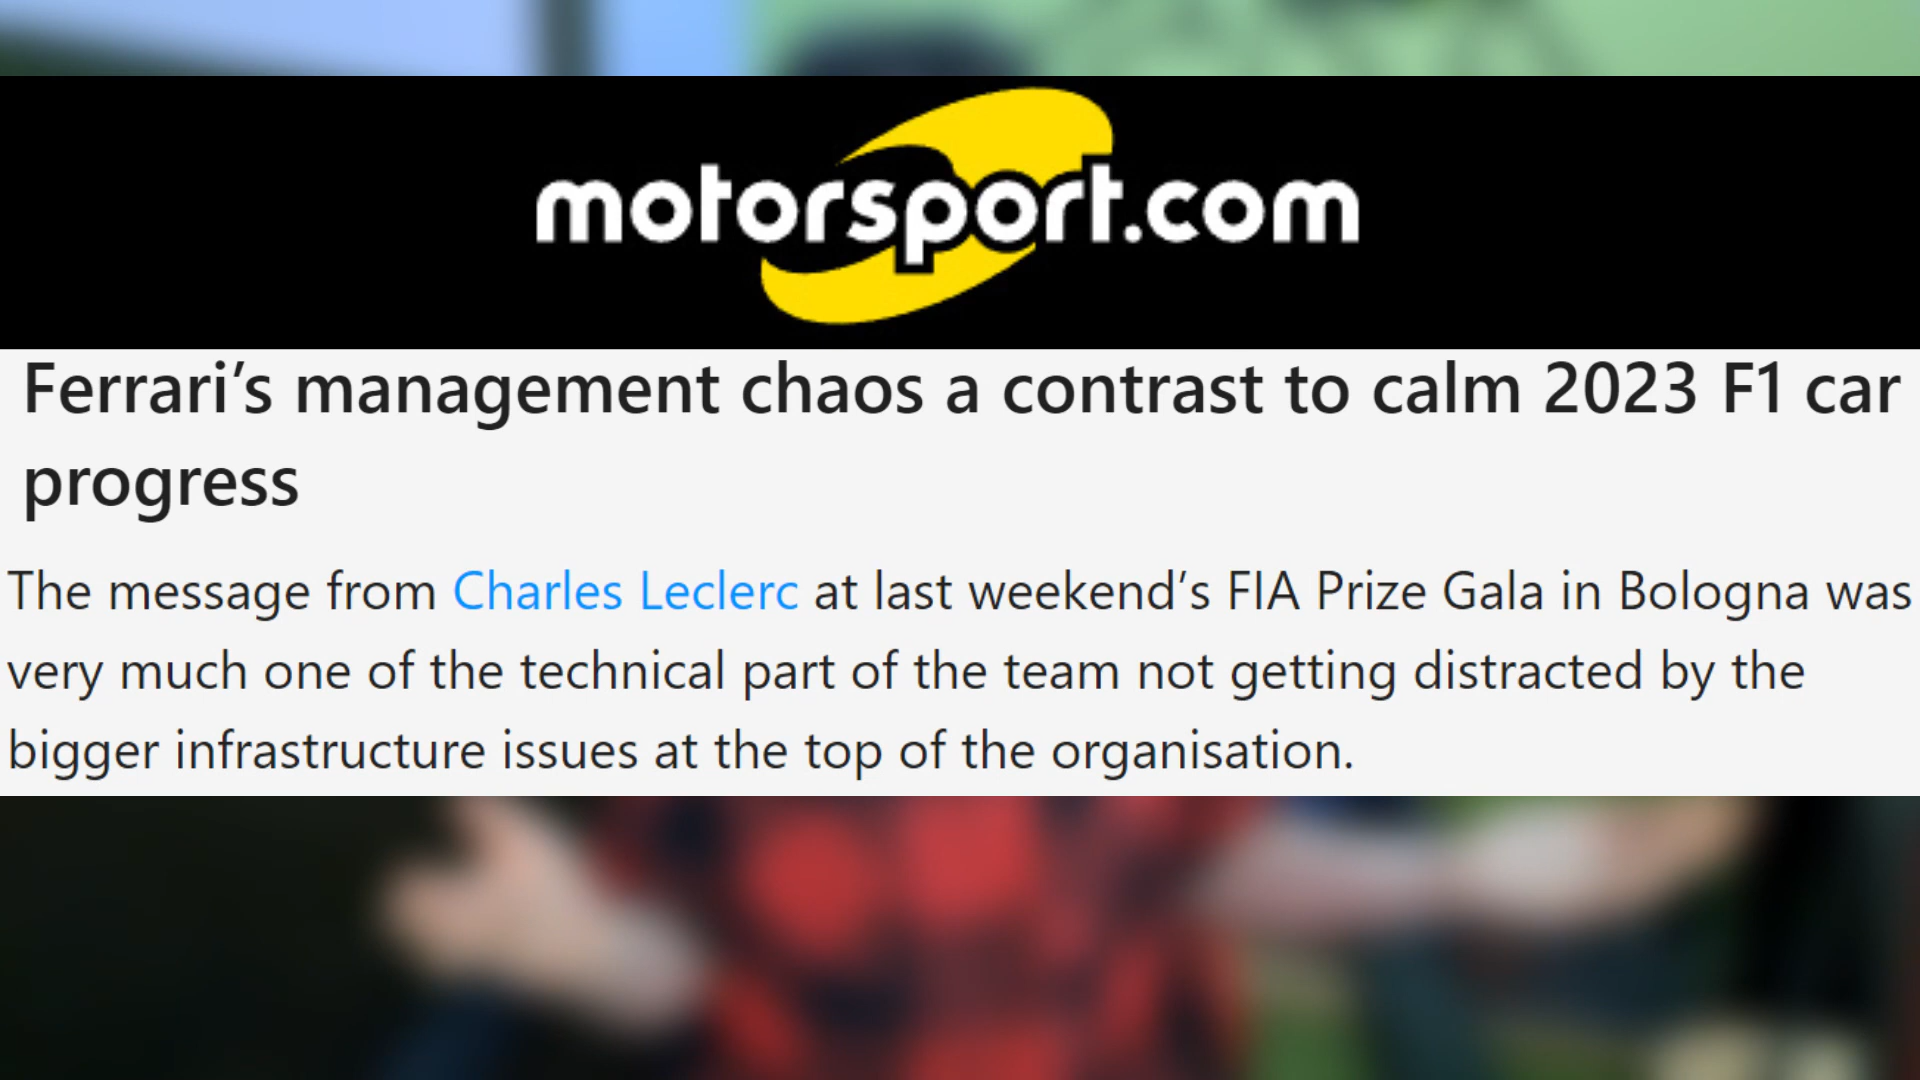 motorsport.com
Ferrari’s management chaos a contrast to calm 2023 F1 car
progress
The message from Charles Leclerc at last weekend’s FIA Prize Gala in Bologna was
very much one of the technical part of the team not getting distracted by the
bigger infrastructure issues at the top of the organisation.